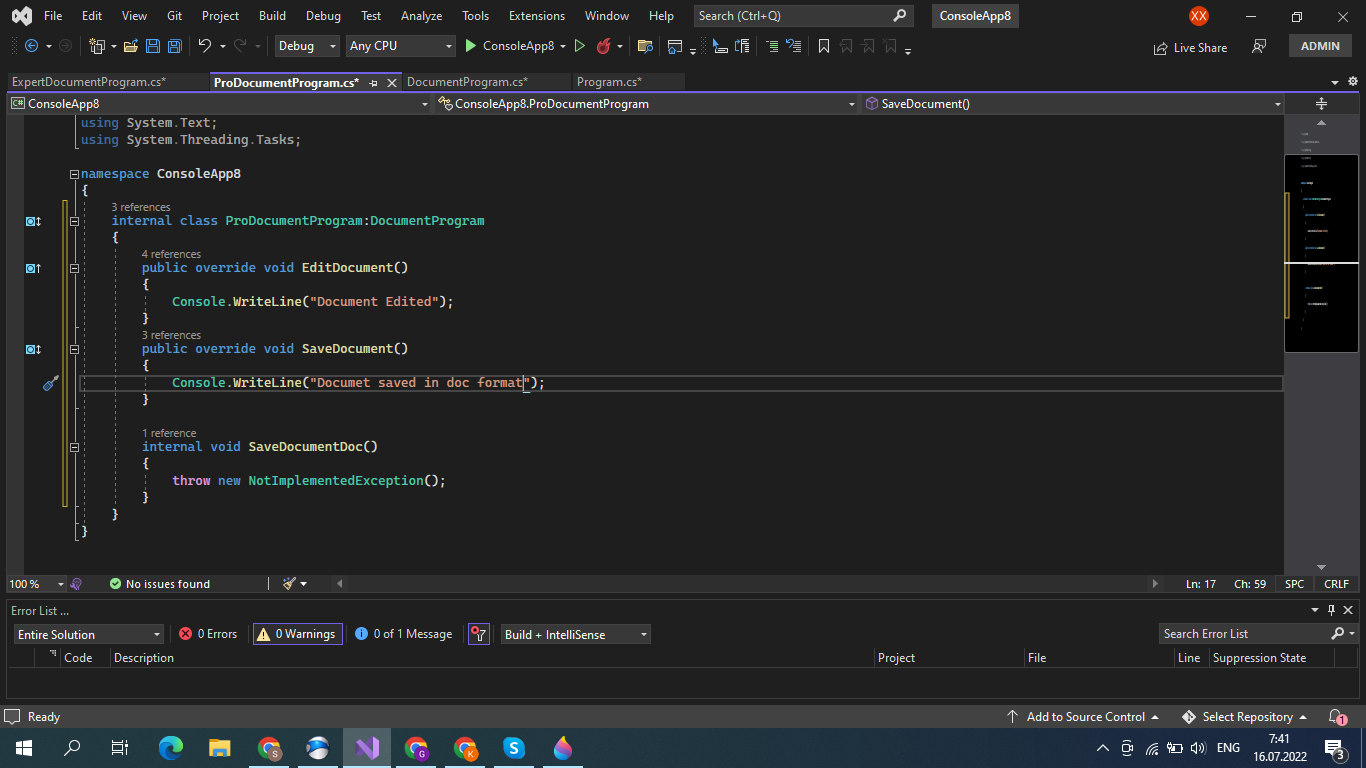 File Edit View Git Project Build Debug Test Analyze Tools Extensions Window Help Search (Ctrl+Q) ConsoleApp8 XX
Debug Any CPU ConsoleApp8 Live Share ADMIN
ExpertDocumentProgram.cs* ProDocumentProgram.cs* DocumentProgram.cs* Program.cs*
C# ConsoleApp8 ConsoleApp8.ProDocumentProgram SaveDocument()
using System.Text;
using System.Threading.Tasks;
namespace ConsoleApp8
{
3 references
internal class ProDocumentProgram:DocumentProgram
{
4 references
public override void EditDocument()
{
Console.WriteLine("Document Edited");
}
3 references
public override void SaveDocument()
{
Console.WriteLine("Documet saved in doc format");
}
1 reference
internal void SaveDocumentDoc()
{
throw new NotImplementedException();
}
}
}
100 % No issues found Ln: 17 Ch: 59 SPC CRLF
Error List ...
Entire Solution 0 Errors 0 Warnings 0 of 1 Message Build + IntelliSense Search Error List
Code Description Project File Line Suppression State
Ready Add to Source Control Select Repository 1
S G K S ENG 7:41
16.07.2022 3